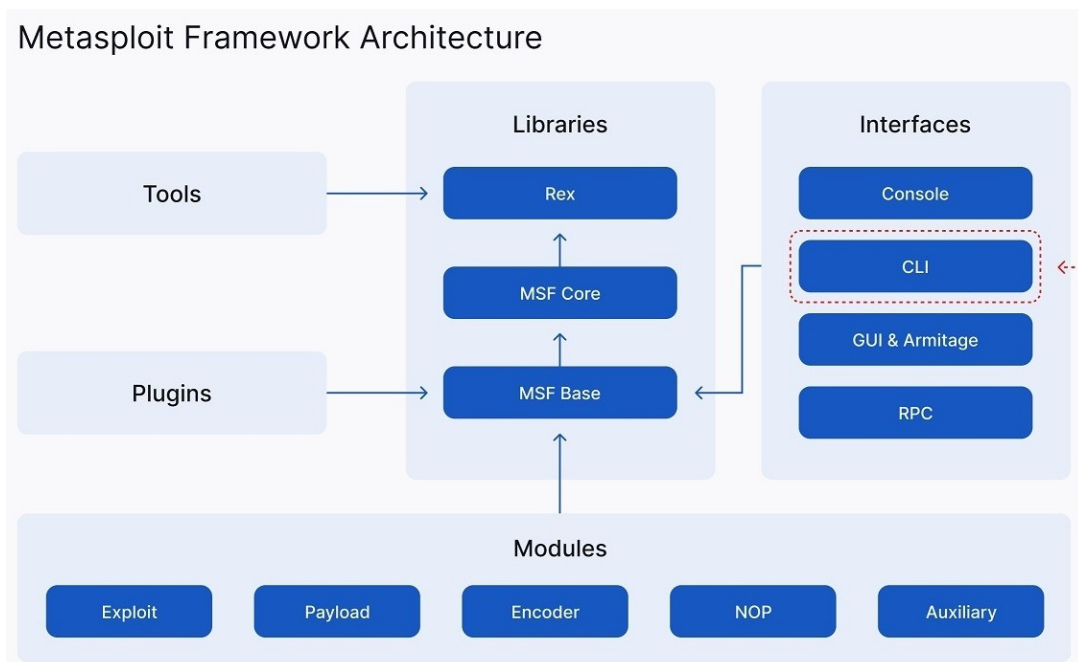 Metasploit Framework Architecture
Tools
Plugins
Libraries
Rex
MSF Core
MSF Base
Interfaces
Console
CLI
GUI & Armitage
RPC
Modules
Exploit
Payload
Encoder
NOP
Auxiliary